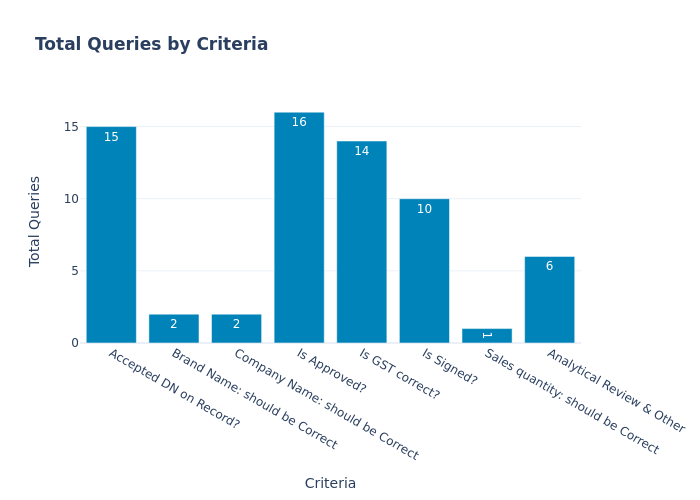 Total Queries by Criteria
Total Queries
15
10
5
0
15
2
2
16
14
10
1
6
Accepted DN on Record?
Brand Name: should be Correct
Company Name: should be Correct
Is Approved?
Is GST correct?
Is Signed?
Sales quantity: should be Correct
Analytical Review & Other
Criteria